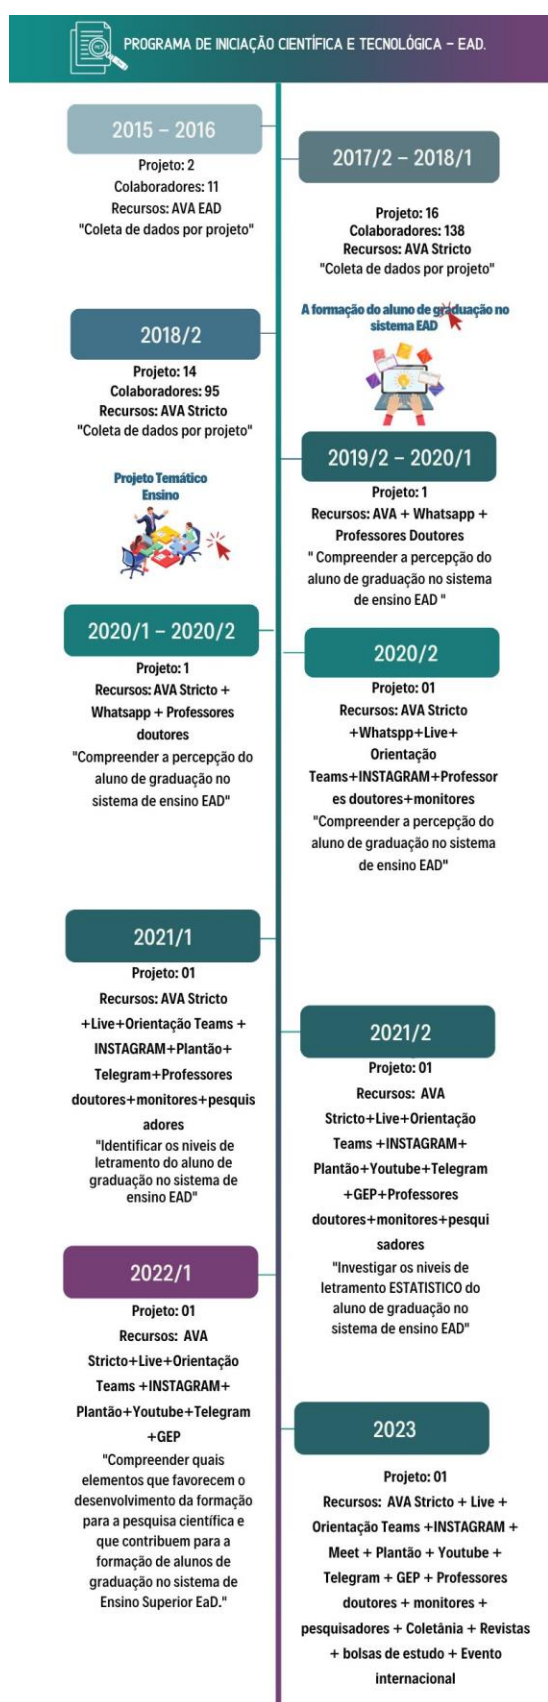 PROGRAMA DE INICIAÇÃO CIENTÍFICA E TECNOLÓGICA – EAD.
2015 – 2016
Projeto: 2
Colaboradores: 11
Recursos: AVA EAD
"Coleta de dados por projeto"
2017/2 – 2018/1
Projeto: 16
Colaboradores: 138
Recursos: AVA Stricto
"Coleta de dados por projeto"
A formação do aluno de graduação no
sistema EAD
2018/2
Projeto: 14
Colaboradores: 95
Recursos: AVA Stricto
"Coleta de dados por projeto"
Projeto Temático
Ensino
2019/2 – 2020/1
Projeto: 1
Recursos: AVA + Whatsapp +
Professores Doutores
" Compreender a percepção do
aluno de graduação no sistema
de ensino EAD "
2020/1 – 2020/2
Projeto: 1
Recursos: AVA Stricto +
Whatsapp + Professores
doutores
"Compreender a percepção do
aluno de graduação no
sistema de ensino EAD"
2020/2
Projeto: 01
Recursos: AVA Stricto
+Whatspp+Live+
Orientação
Teams+INSTAGRAM+Professor
es doutores+monitores
"Compreender a percepção do
aluno de graduação no sistema
de ensino EAD"
2021/1
Projeto: 01
Recursos: AVA Stricto
+Live+Orientação Teams +
INSTAGRAM+Plantão+
Telegram+Professores
doutores+monitores+pesquis
adores
"Identificar os niveis de
letramento do aluno de
graduação no sistema de
ensino EAD"
2021/2
Projeto: 01
Recursos: AVA
Stricto+Live+Orientação
Teams +INSTAGRAM+
Plantão+Youtube+Telegram
+GEP+Professores
doutores+monitores+pesqui
sadores
"Investigar os niveis de
letramento ESTATISTICO do
aluno de graduação no
sistema de ensino EAD"
2022/1
Projeto: 01
Recursos: AVA
Stricto+Live+Orientação
Teams +INSTAGRAM+
Plantão+Youtube+Telegram
+GEP
"Compreender quais
elementos que favorecem o
desenvolvimento da formação
para a pesquisa científica e
que contribuem para a
formação de alunos de
graduação no sistema de
Ensino Superior EaD."
2023
Projeto: 01
Recursos: AVA Stricto + Live +
Orientação Teams +INSTAGRAM +
Meet + Plantão + Youtube +
Telegram + GEP + Professores
doutores + monitores +
pesquisadores + Coletânia + Revistas
+ bolsas de estudo + Evento
internacional